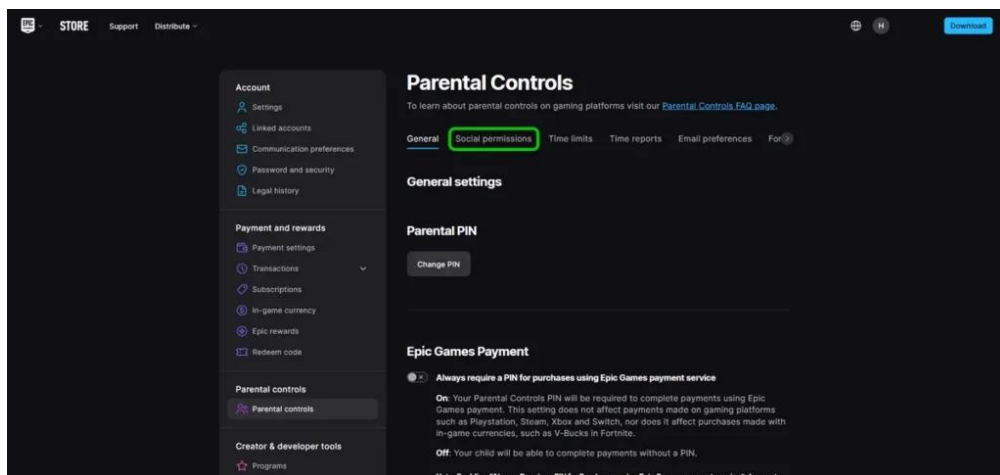 EPIC
STORE
Support
Distribute
H
Download
Account
Settings
Linked accounts
Communication preferences
Password and security
Legal history
Payment and rewards
Payment settings
Transactions
Subscriptions
In-game currency
Epic rewards
Redeem code
Parental controls
Parental controls
Creator & developer tools
Programs
Parental Controls
To learn about parental controls on gaming platforms visit our Parental Controls FAQ page.
General Social permissions Time limits Time reports Email preferences For
General settings
Parental PIN
Change PIN
Epic Games Payment
Always require a PIN for purchases using Epic Games payment service
On: Your Parental Controls PIN will be required to complete payments using Epic
Games payment. This setting does not affect payments made on gaming platforms
such as Playstation, Steam, Xbox and Switch, nor does it affect purchases made with
in-game currencies, such as V-Bucks in Fortnite.
Off: Your child will be able to complete payments without a PIN.